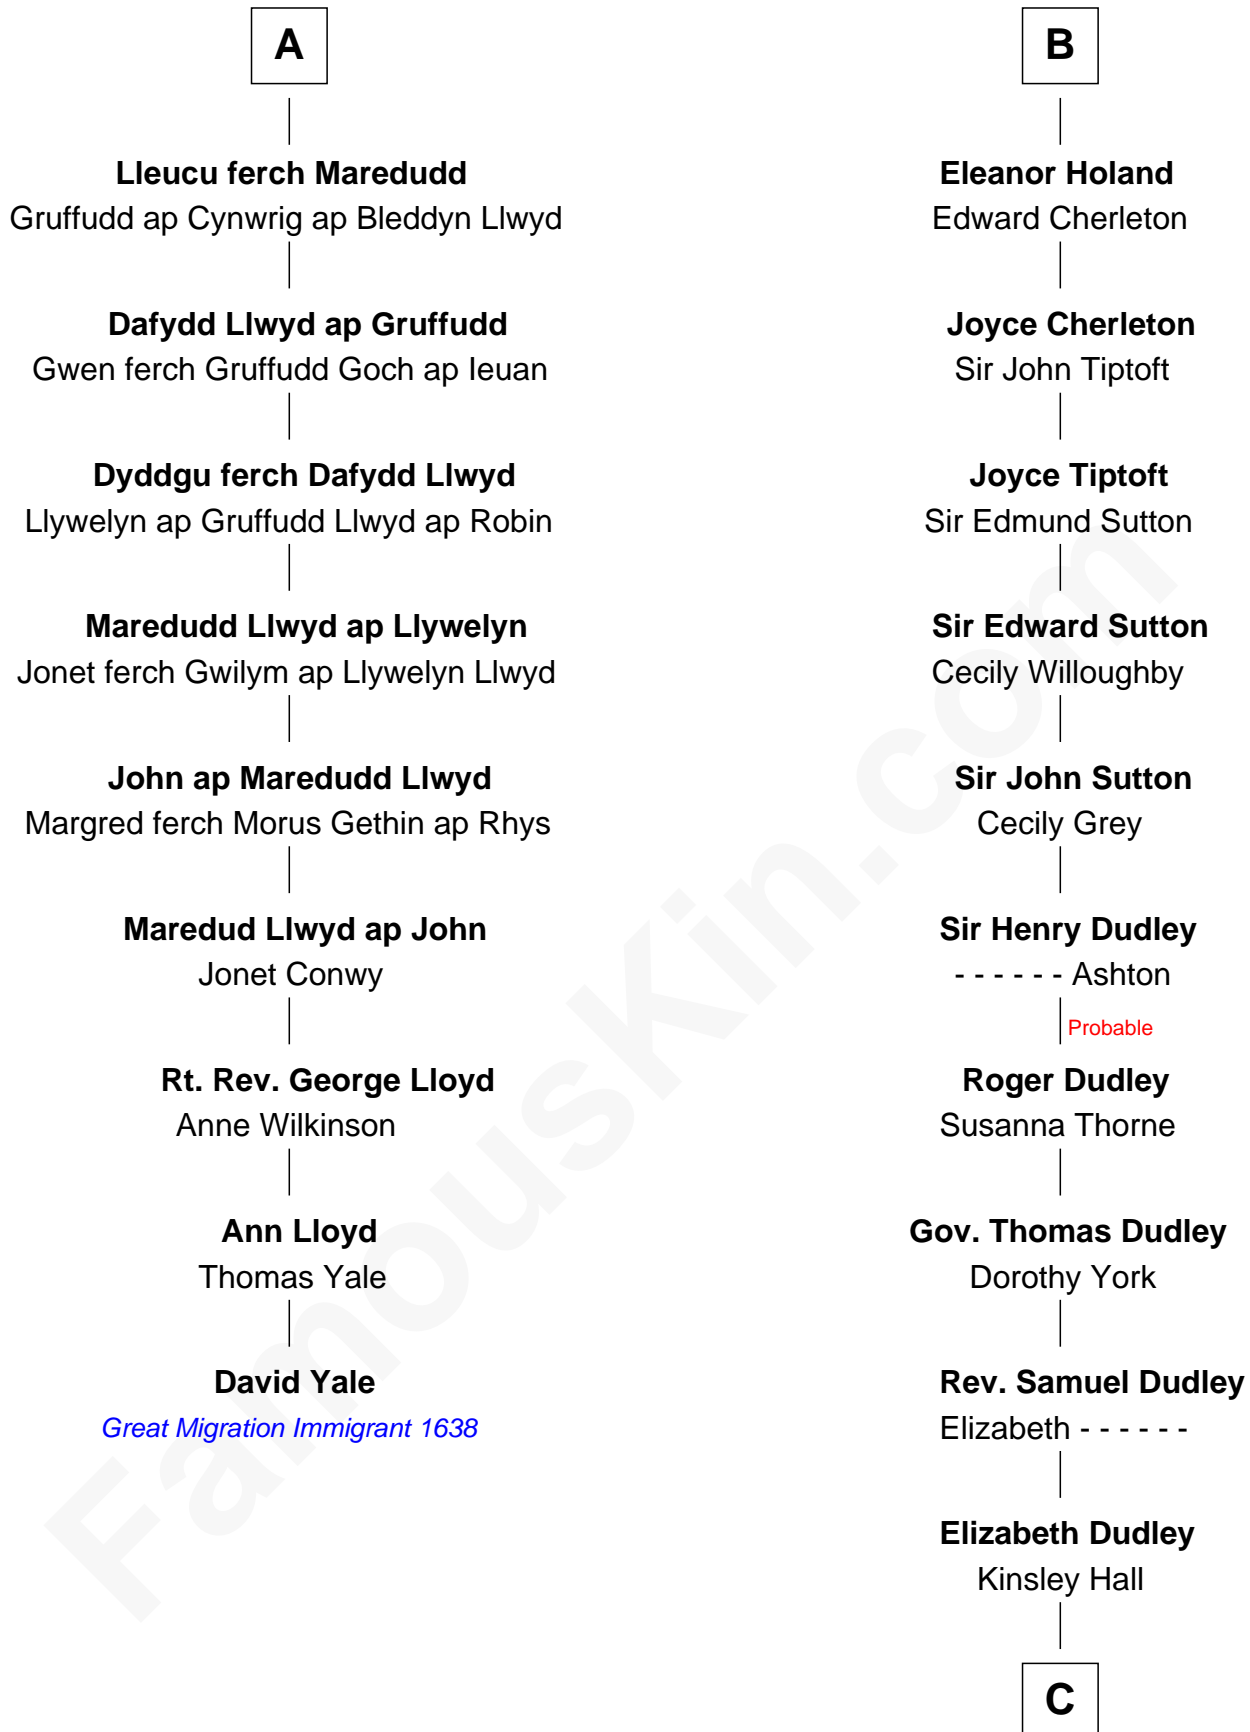 A
Lleucu ferch Maredudd
Gruffudd ap Cynwrig ap Bleddyn Llwyd
Dafydd Llwyd ap Gruffudd
Gwen ferch Gruffudd Goch ap Ieuan
Dyddgu ferch Dafydd Llwyd
Llywelyn ap Gruffudd Llwyd ap Robin
Maredudd Llwyd ap Llywelyn
Jonet ferch Gwilym ap Llywelyn Llwyd
John ap Maredudd Llwyd
Margred ferch Morus Gethin ap Rhys
Maredud Llwyd ap John
Jonet Conwy
Rt. Rev. George Lloyd
Anne Wilkinson
Ann Lloyd
Thomas Yale
David Yale
Great Migration Immigrant 1638
B
Eleanor Holand
Edward Cherleton
Joyce Cherleton
Sir John Tiptoft
Joyce Tiptoft
Sir Edmund Sutton
Sir Edward Sutton
Cecily Willoughby
Sir John Sutton
Cecily Grey
Sir Henry Dudley
- - - - - - Ashton
Probable
Roger Dudley
Susanna Thorne
Gov. Thomas Dudley
Dorothy York
Rev. Samuel Dudley
Elizabeth - - - - - -
Elizabeth Dudley
Kinsley Hall
C
FamousKin.com